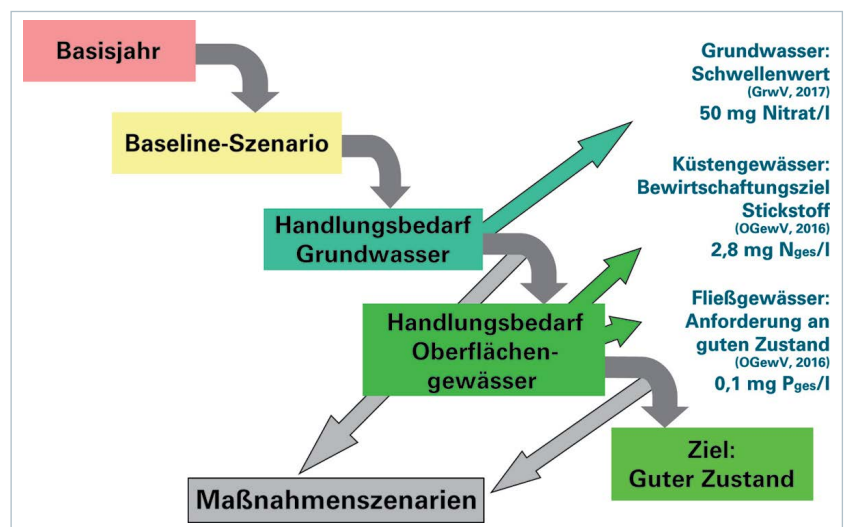 Basisjahr
Baseline-Szenario
Handlungsbedarf
Grundwasser
Handlungsbedarf
Oberflächen-
gewässer
Ziel:
Guter Zustand
Maßnahmenszenarien
Grundwasser:
Schwellenwert
(GrwV, 2017)
50 mg Nitrat/l
Küstengewässer:
Bewirtschaftungsziel
Stickstoff
(OGewV, 2016)
2,8 mg Nges/l
Fließgewässer:
Anforderung an
guten Zustand
(OGewV, 2016)
0,1 mg Pges/l